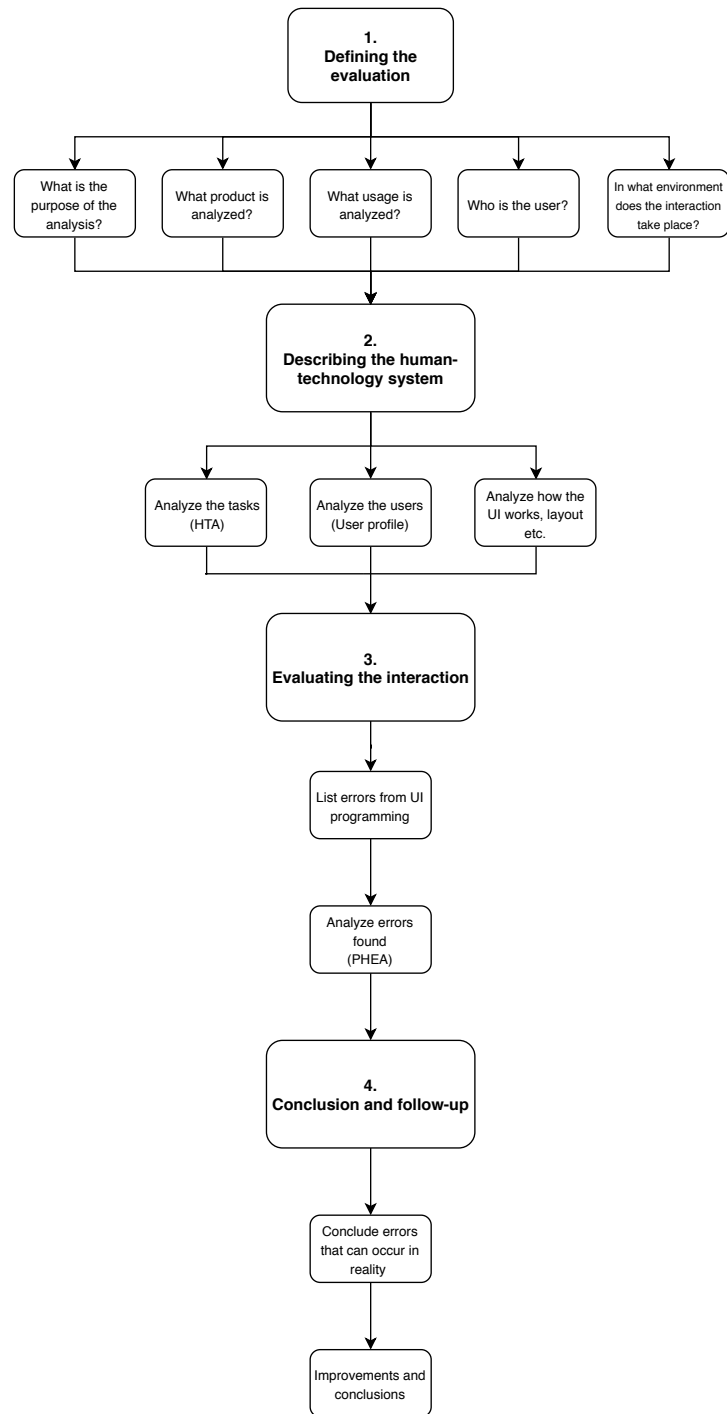 1.
Defining the
evaluation
What is the
purpose of the
analysis?
What product is
analyzed?
What usage is
analyzed?
Who is the user?
In what environment
does the interaction
take place?
2.
Describing the human-
technology system
Analyze the tasks
(HTA)
Analyze the users
(User profile)
Analyze how the
UI works, layout
etc.
3.
Evaluating the interaction
List errors from UI
programming
Analyze errors
found
(PHEA)
4.
Conclusion and follow-up
Conclude errors
that can occur in
reality
Improvements and
conclusions